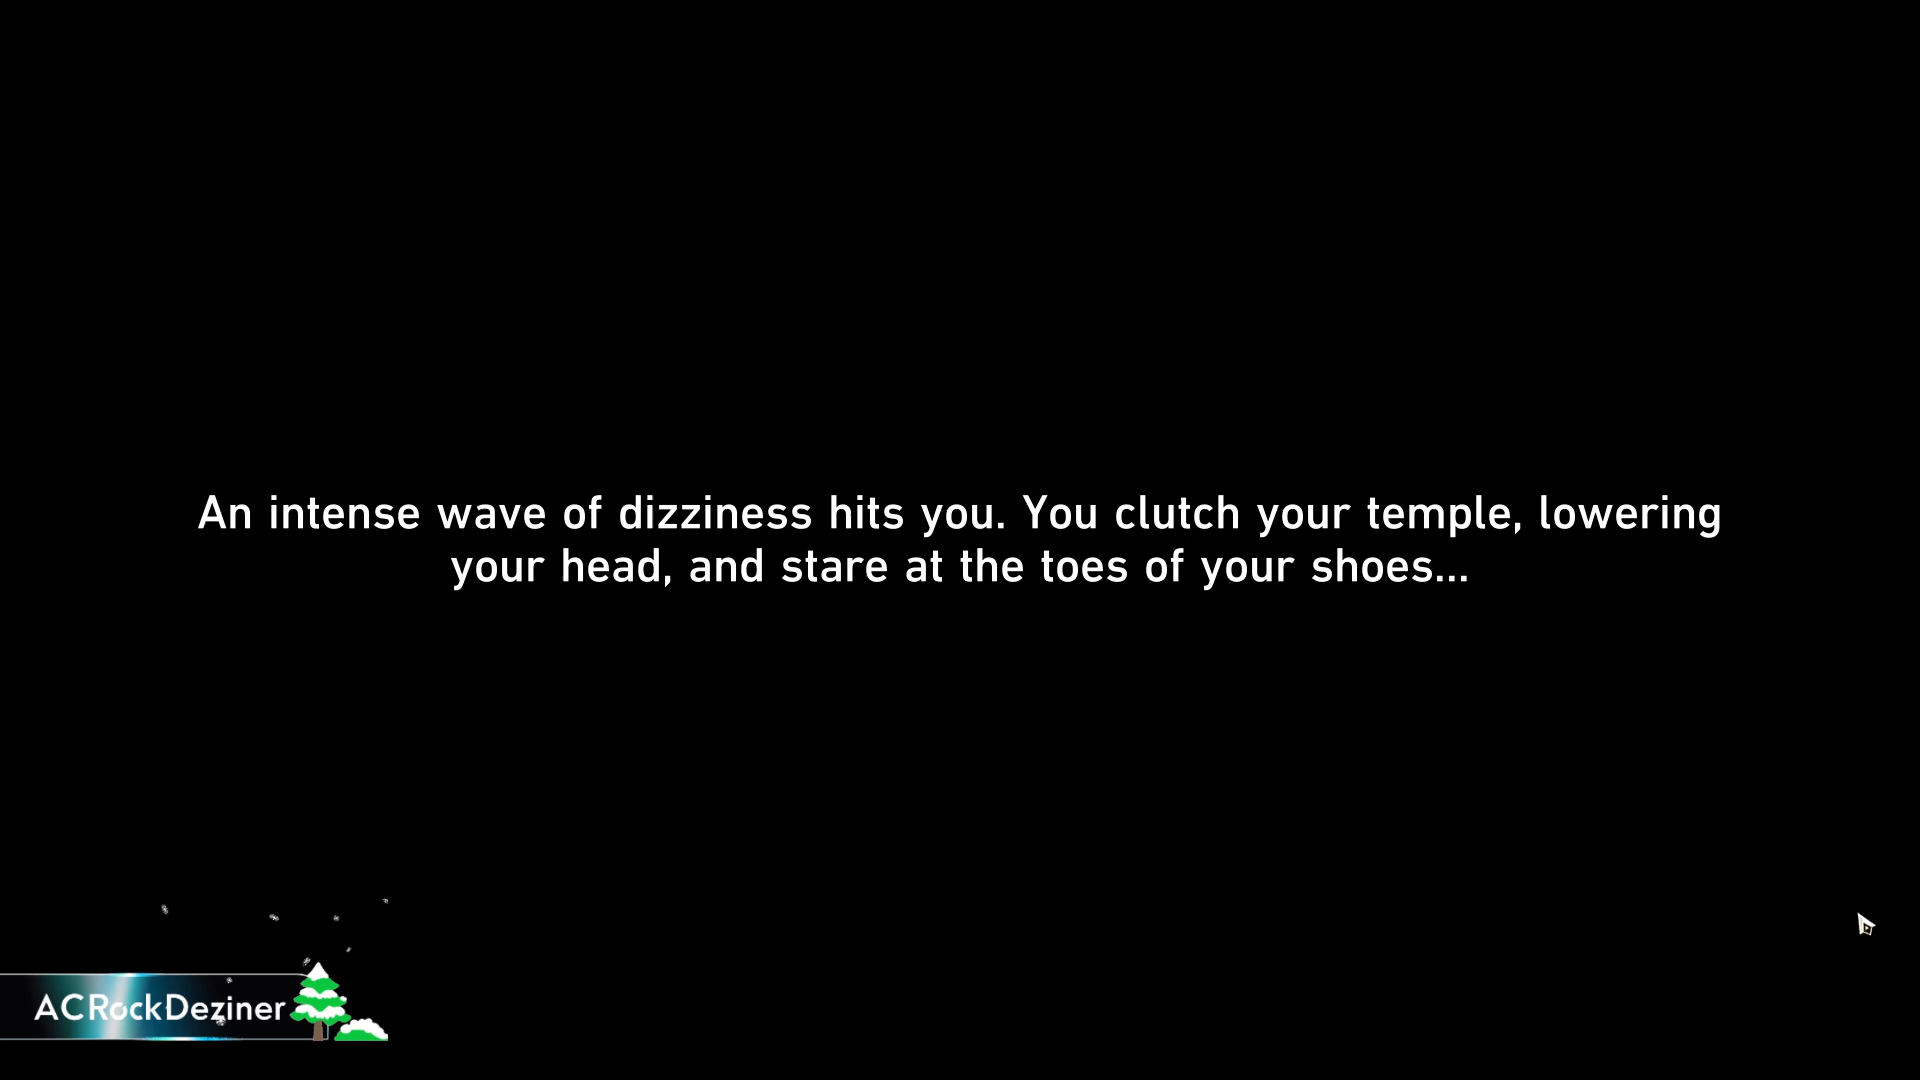 An intense wave of dizziness hits you. You clutch your temple, lowering
your head, and stare at the toes of your shoes...
ACRockDeziner